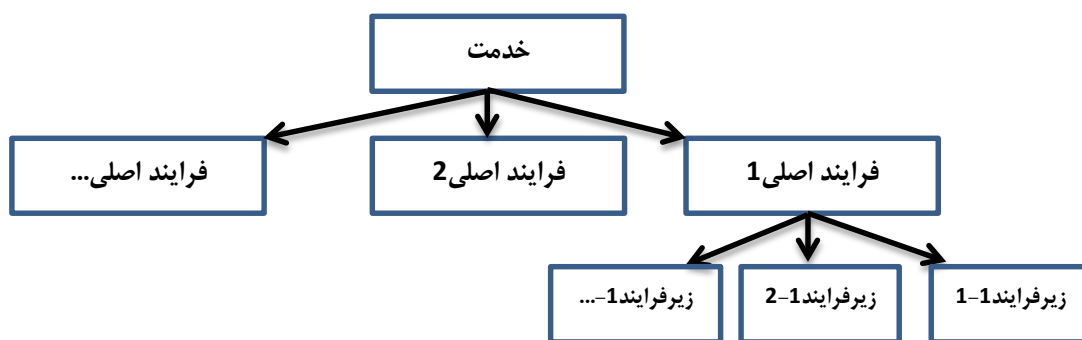 خدمت
فرایند اصلی1
فرایند اصلی2
فرایند اصلی...
زیرفرایند1-1
زیرفرایند1-2
زیرفرایند1-...